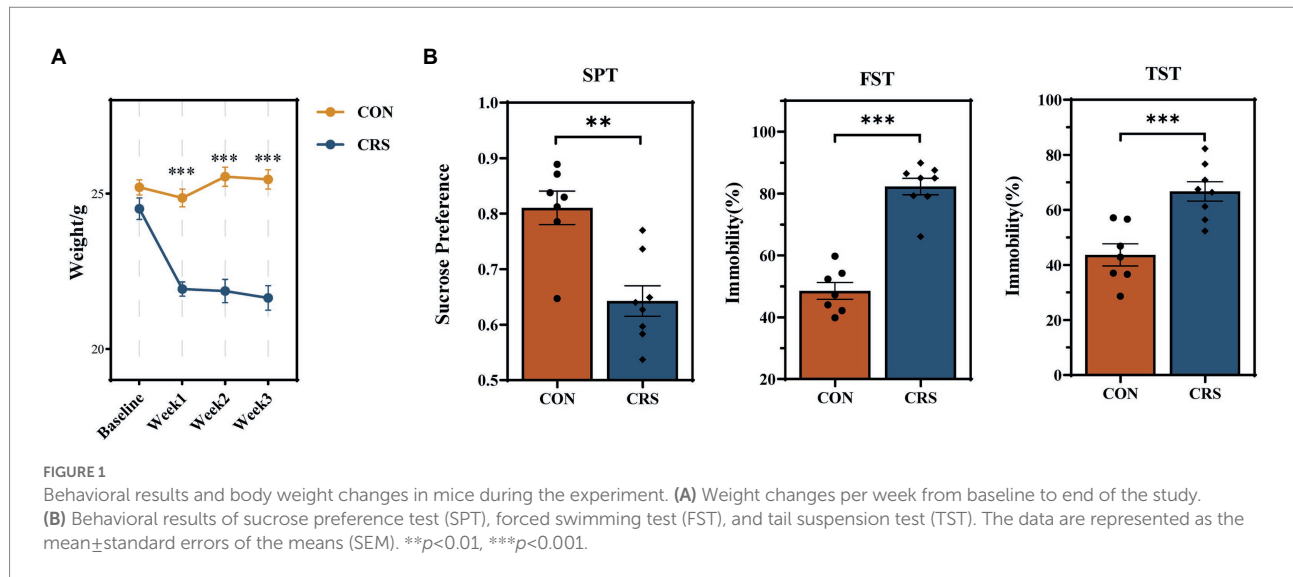 A
CON
CRS
***
***
***
Weight/g
25
20
Baseline
Week1
Week2
Week3
B
SPT
**
Sucrose Preference
1.0
0.9
0.8
0.7
0.6
0.5
CON
CRS
FST
***
Immobility(%)
100
80
60
40
20
CON
CRS
TST
***
Immobility(%)
100
80
60
40
20
0
CON
CRS
FIGURE 1
Behavioral results and body weight changes in mice during the experiment. (A) Weight changes per week from baseline to end of the study.
(B) Behavioral results of sucrose preference test (SPT), forced swimming test (FST), and tail suspension test (TST). The data are represented as the
mean±standard errors of the means (SEM). **p<0.01, ***p<0.001.